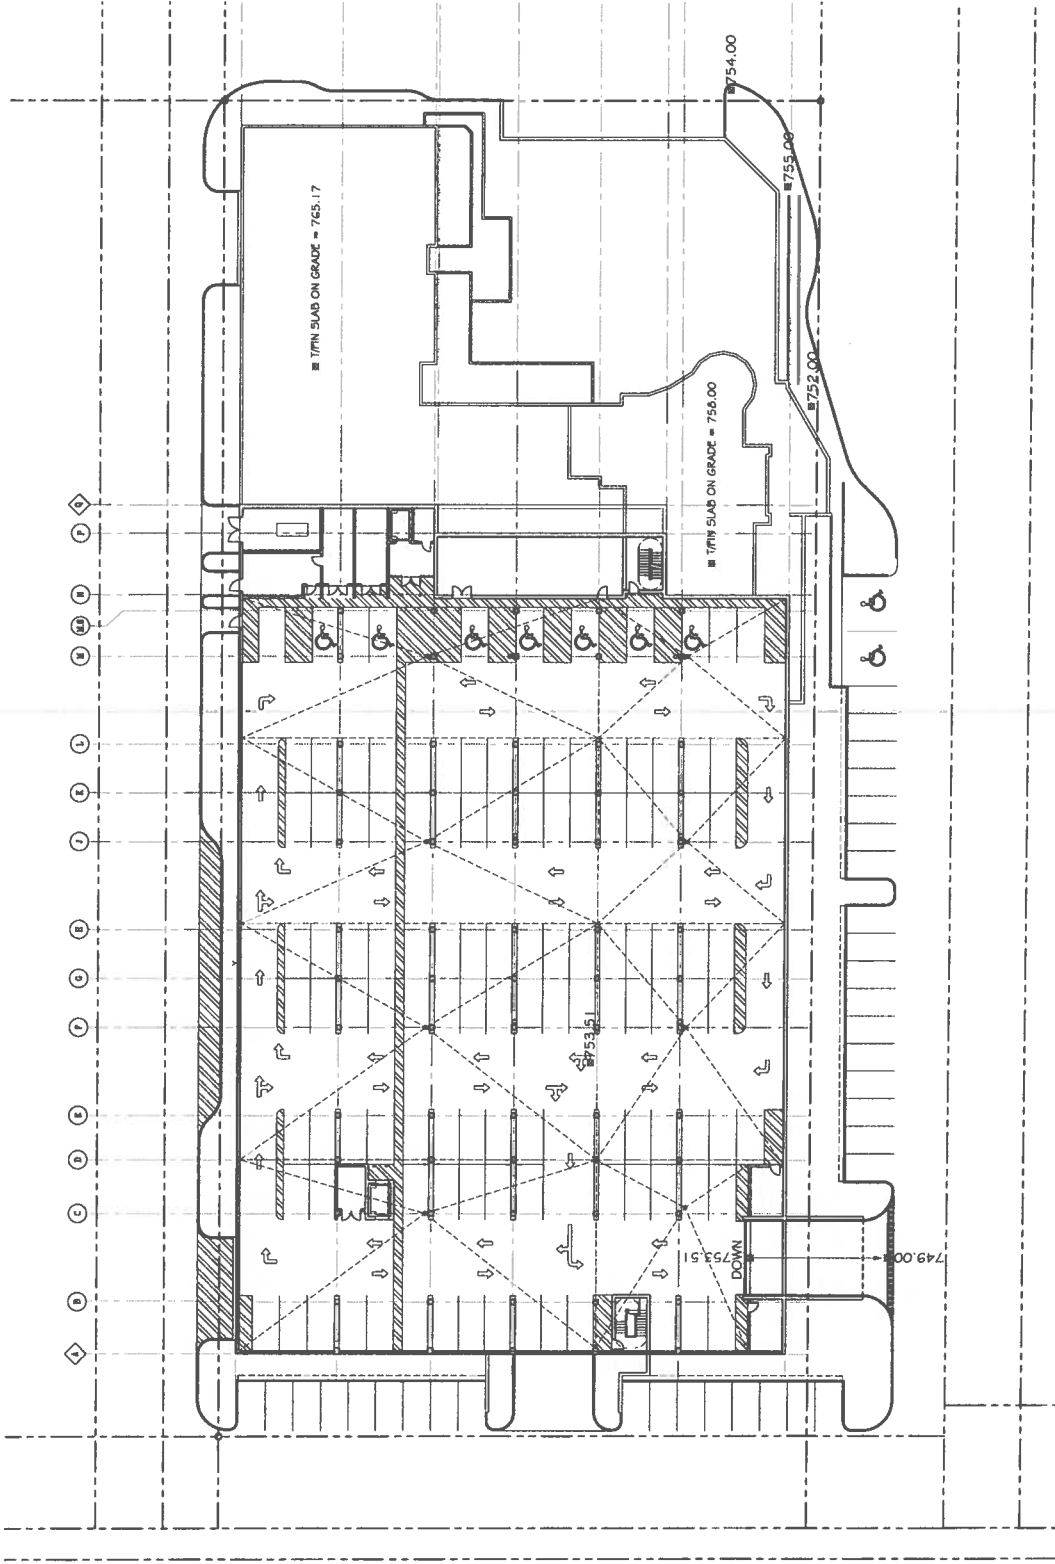 754.00
755.00
T/FIN SLAB ON GRADE = 765.17
752.00
T/FIN SLAB ON GRADE = 758.00
Q
P
N
M
L
K
J
H
G
F
753.51
E
D
C
DOWN
753.51
749.00
B
A